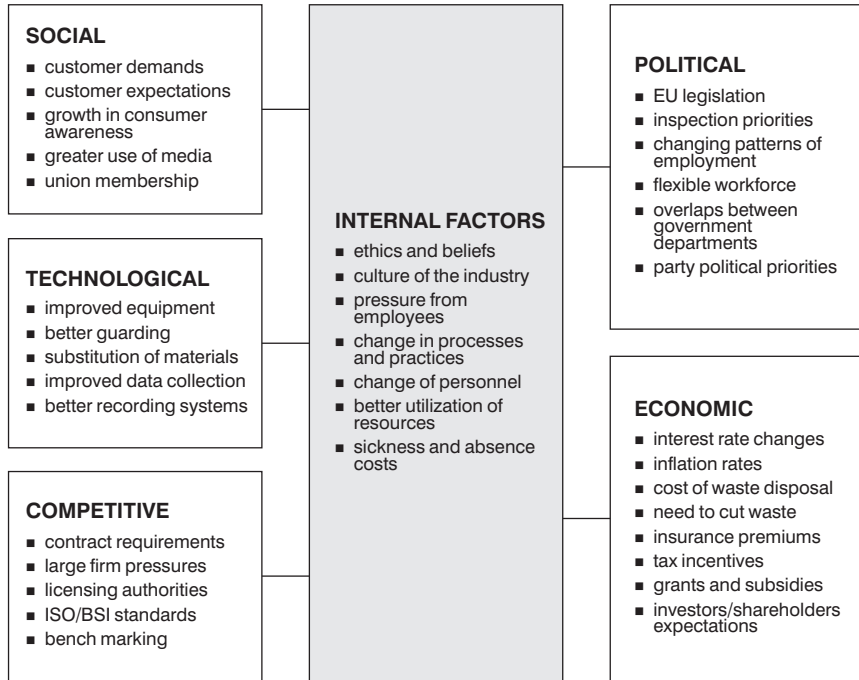 SOCIAL
■ customer demands
■ customer expectations
■ growth in consumer
awareness
■ greater use of media
■ union membership
TECHNOLOGICAL
■ improved equipment
■ better guarding
■ substitution of materials
■ improved data collection
■ better recording systems
COMPETITIVE
■ contract requirements
■ large firm pressures
■ licensing authorities
■ ISO/BSI standards
■ bench marking
INTERNAL FACTORS
■ ethics and beliefs
■ culture of the industry
■ pressure from
employees
■ change in processes
and practices
■ change of personnel
■ better utilization of
resources
■ sickness and absence
costs
POLITICAL
■ EU legislation
■ inspection priorities
■ changing patterns of
employment
■ flexible workforce
■ overlaps between
government
departments
■ party political priorities
ECONOMIC
■ interest rate changes
■ inflation rates
■ cost of waste disposal
■ need to cut waste
■ insurance premiums
■ tax incentives
■ grants and subsidies
■ investors/shareholders
expectations